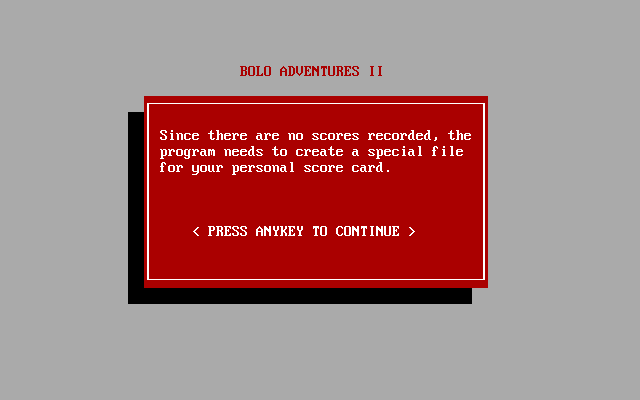 BOLO ADVENTURES II
Since there are no scores recorded, the
program needs to create a special file
for your personal score card.
< PRESS ANYKEY TO CONTINUE >